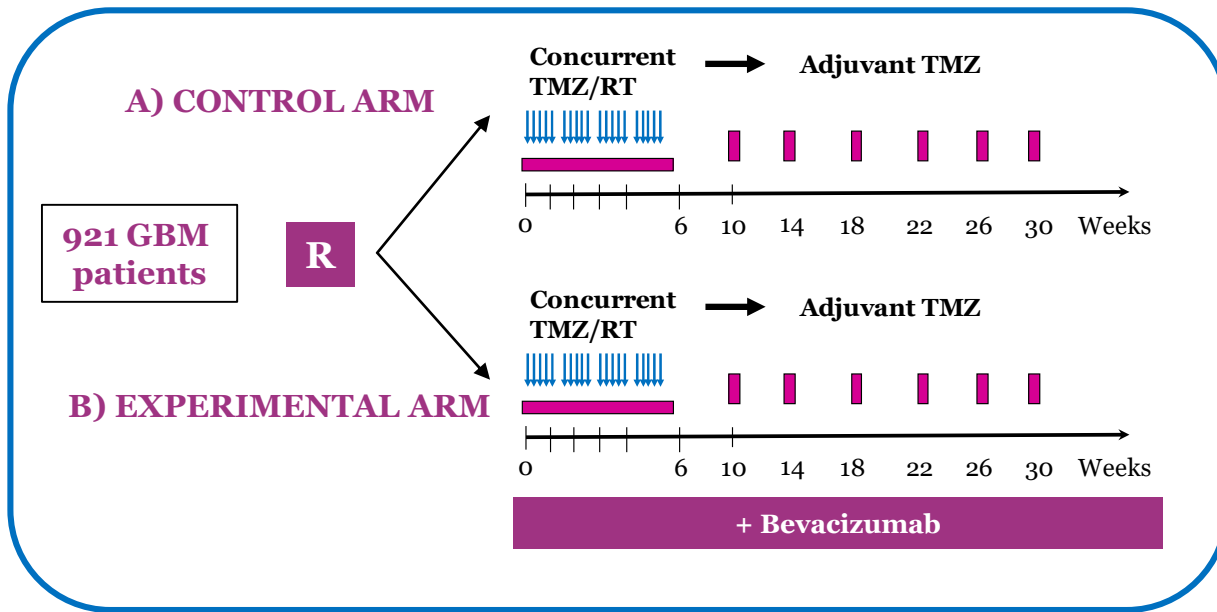 Concurrent
TMZ/RT
Adjuvant TMZ
A) CONTROL ARM
0 6 10 14 18 22 26 30 Weeks
921 GBM
patients
R
Concurrent
TMZ/RT
Adjuvant TMZ
B) EXPERIMENTAL ARM
0 6 10 14 18 22 26 30 Weeks
+ Bevacizumab